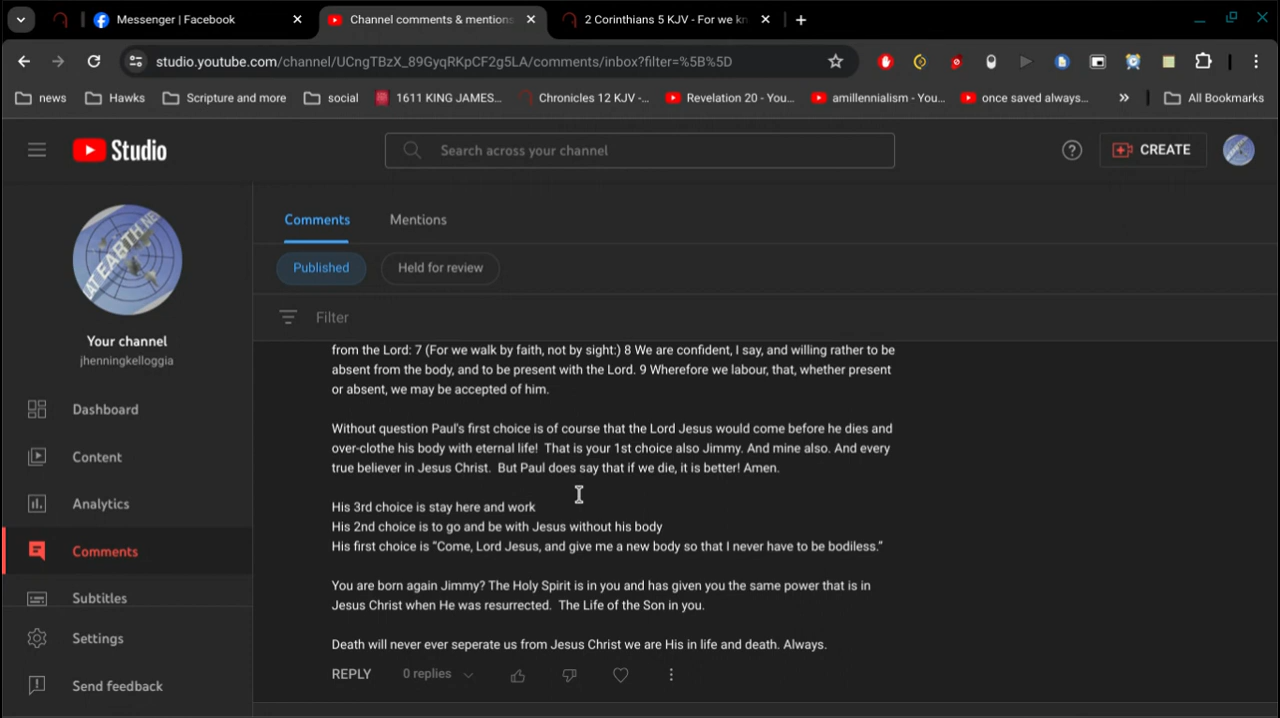 Messenger | Facebook
Channel comments & mentions
2 Corinthians 5 KJV - For we kn
studio.youtube.com/channel/UCngTBzX_89GyqRKpCF2g5LA/comments/inbox?filter=%5B%5D
news
Hawks
Scripture and more
social
1611 KING JAMES...
Chronicles 12 KJV -...
Revelation 20 - You...
amillennialism - You...
once saved always...
All Bookmarks
Studio
Search across your channel
CREATE
AT EARTH NE
Your channel
jhenningkelloggia
Dashboard
Content
Analytics
Comments
Subtitles
Settings
Send feedback
Comments
Mentions
Published
Held for review
Filter
from the Lord: 7 (For we walk by faith, not by sight:) 8 We are confident, I say, and willing rather to be
absent from the body, and to be present with the Lord. 9 Wherefore we labour, that, whether present
or absent, we may be accepted of him.
Without question Paul's first choice is of course that the Lord Jesus would come before he dies and
over-clothe his body with eternal life!  That is your 1st choice also Jimmy. And mine also. And every
true believer in Jesus Christ.  But Paul does say that if we die, it is better! Amen.
His 3rd choice is stay here and work
His 2nd choice is to go and be with Jesus without his body
His first choice is “Come, Lord Jesus, and give me a new body so that I never have to be bodiless.”
You are born again Jimmy? The Holy Spirit is in you and has given you the same power that is in
Jesus Christ when He was resurrected.  The Life of the Son in you.
Death will never ever seperate us from Jesus Christ we are His in life and death. Always.
REPLY
0 replies